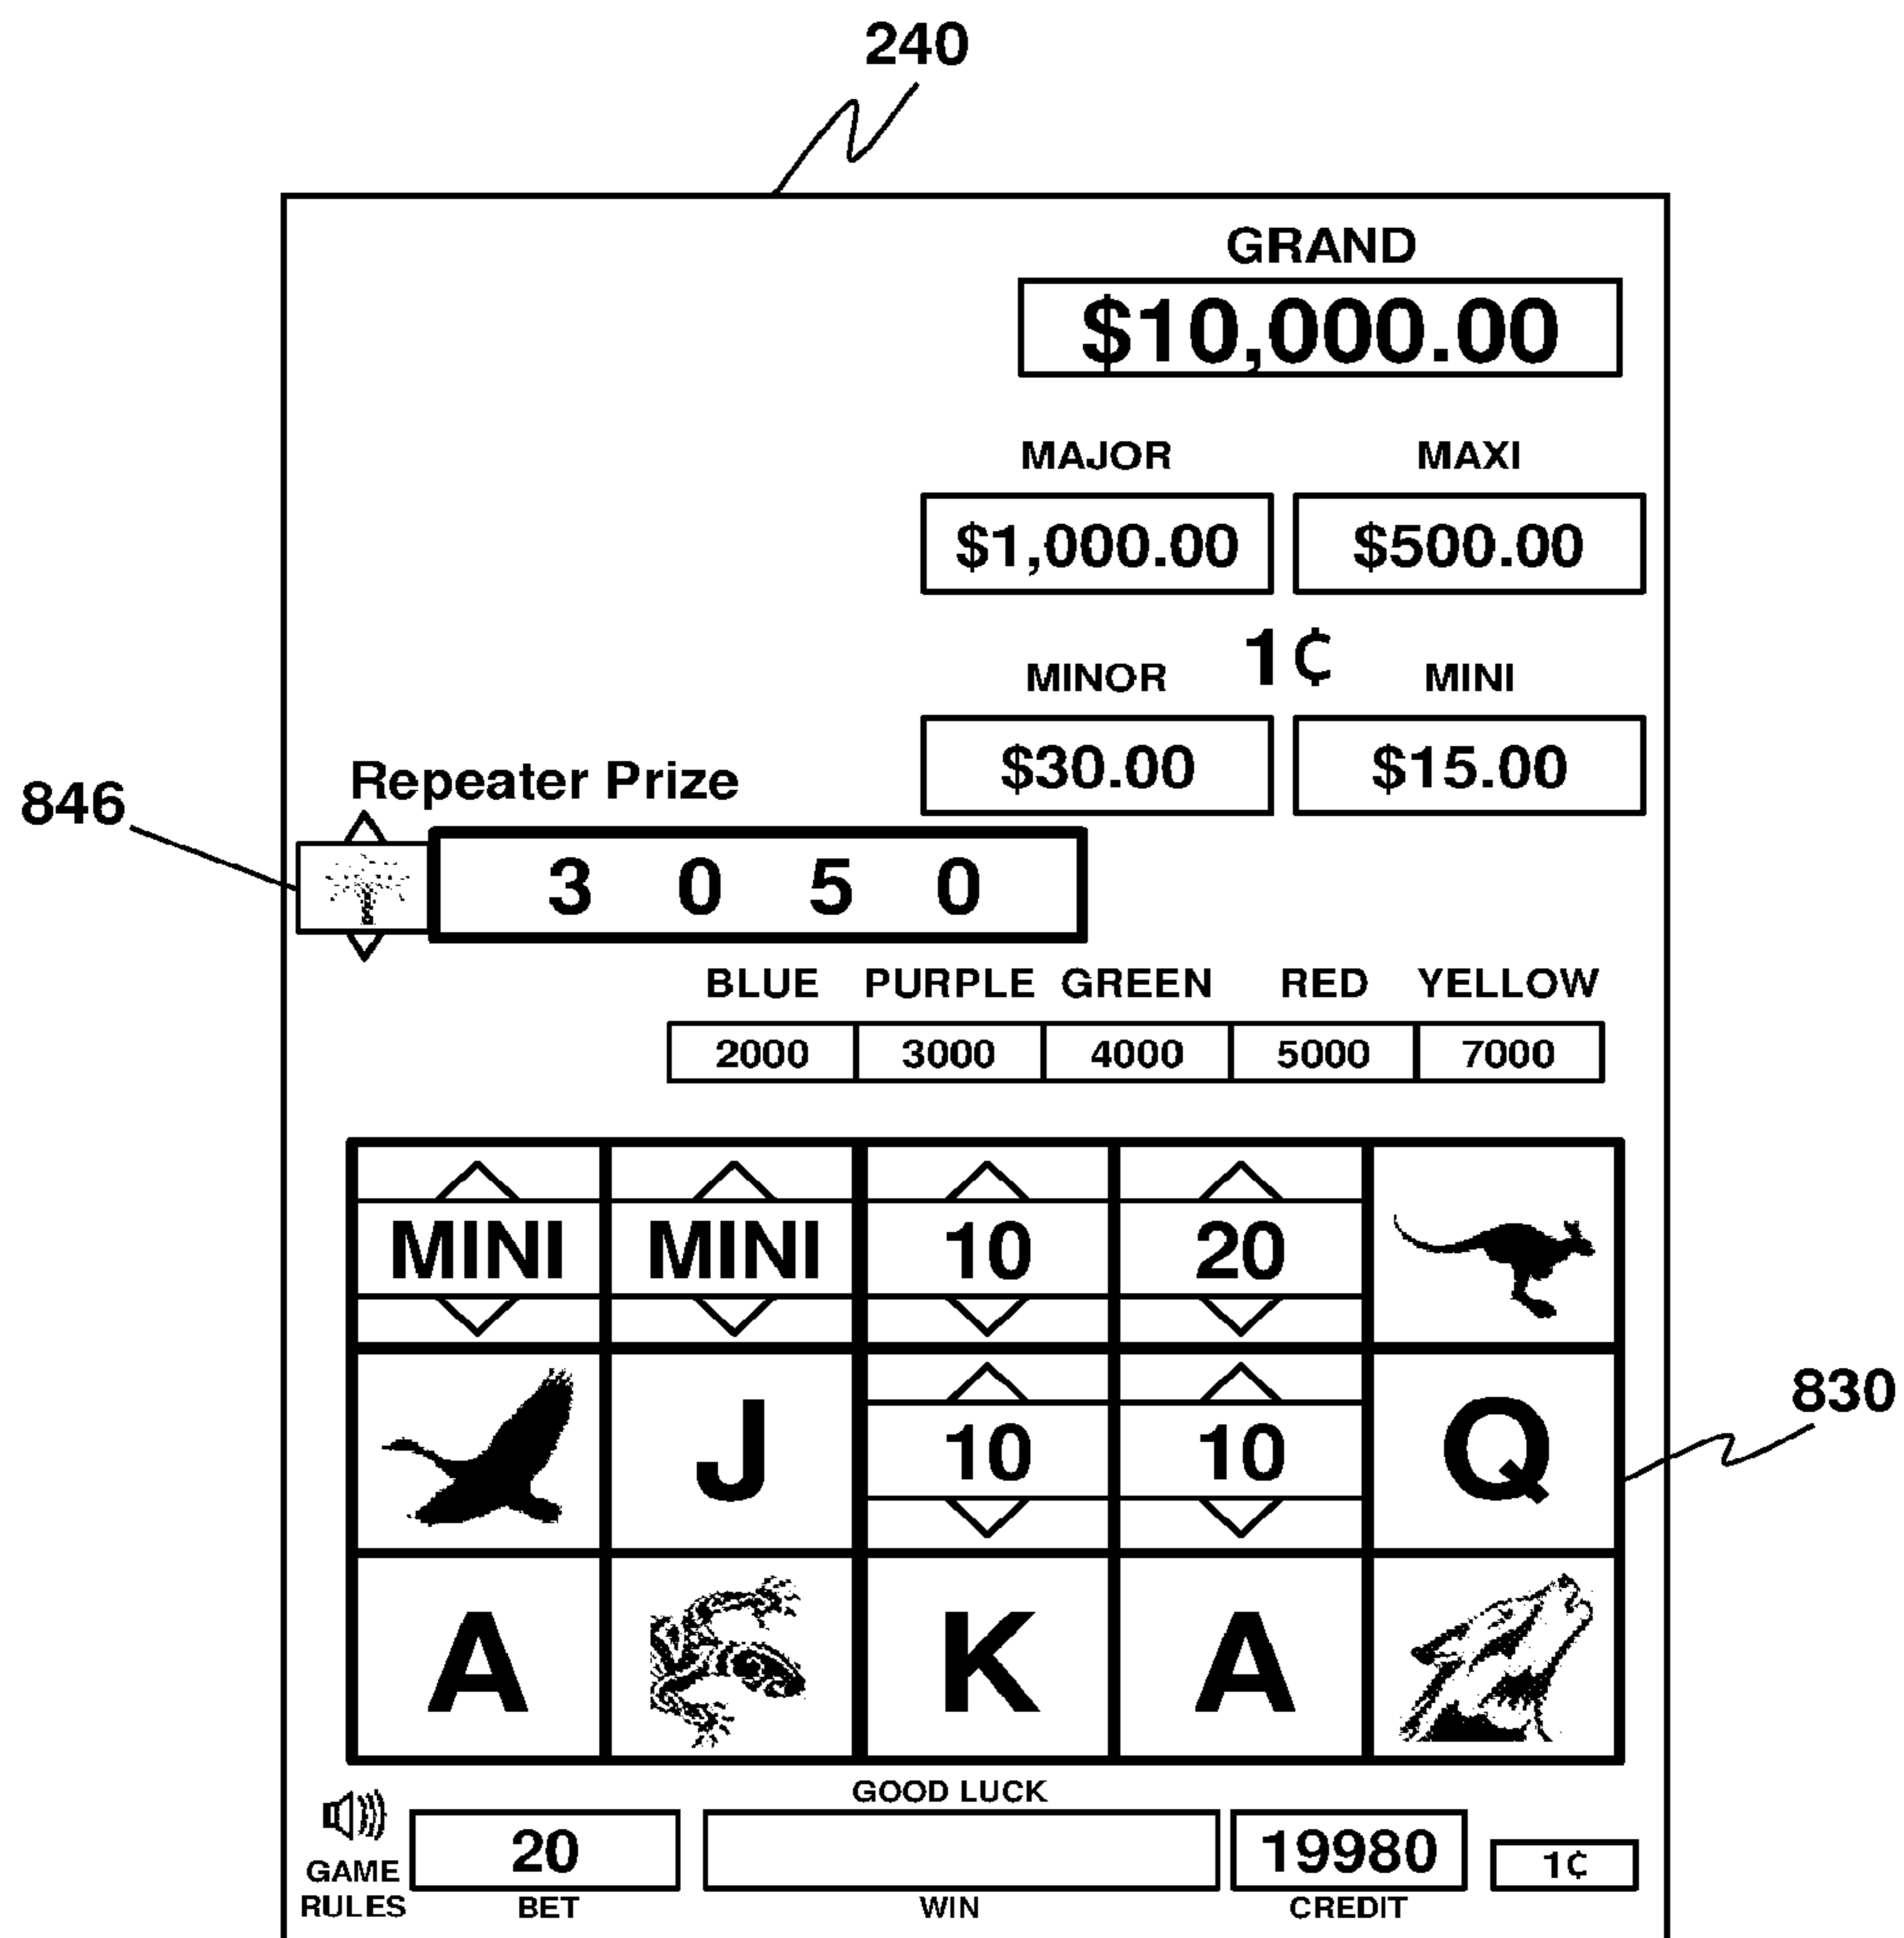 240
GRAND
$10,000.00
MAJOR MAXI
$1,000.00 $500.00
1¢
MINOR MINI
$30.00 $15.00
Repeater Prize
846
3 0 5 0
BLUE PURPLE GREEN RED YELLOW
2000 3000 4000 5000 7000
MINI MINI 10 20
830
J 10 10 Q
A K A
GOOD LUCK
20 19980 1¢
GAME RULES
BET WIN CREDIT